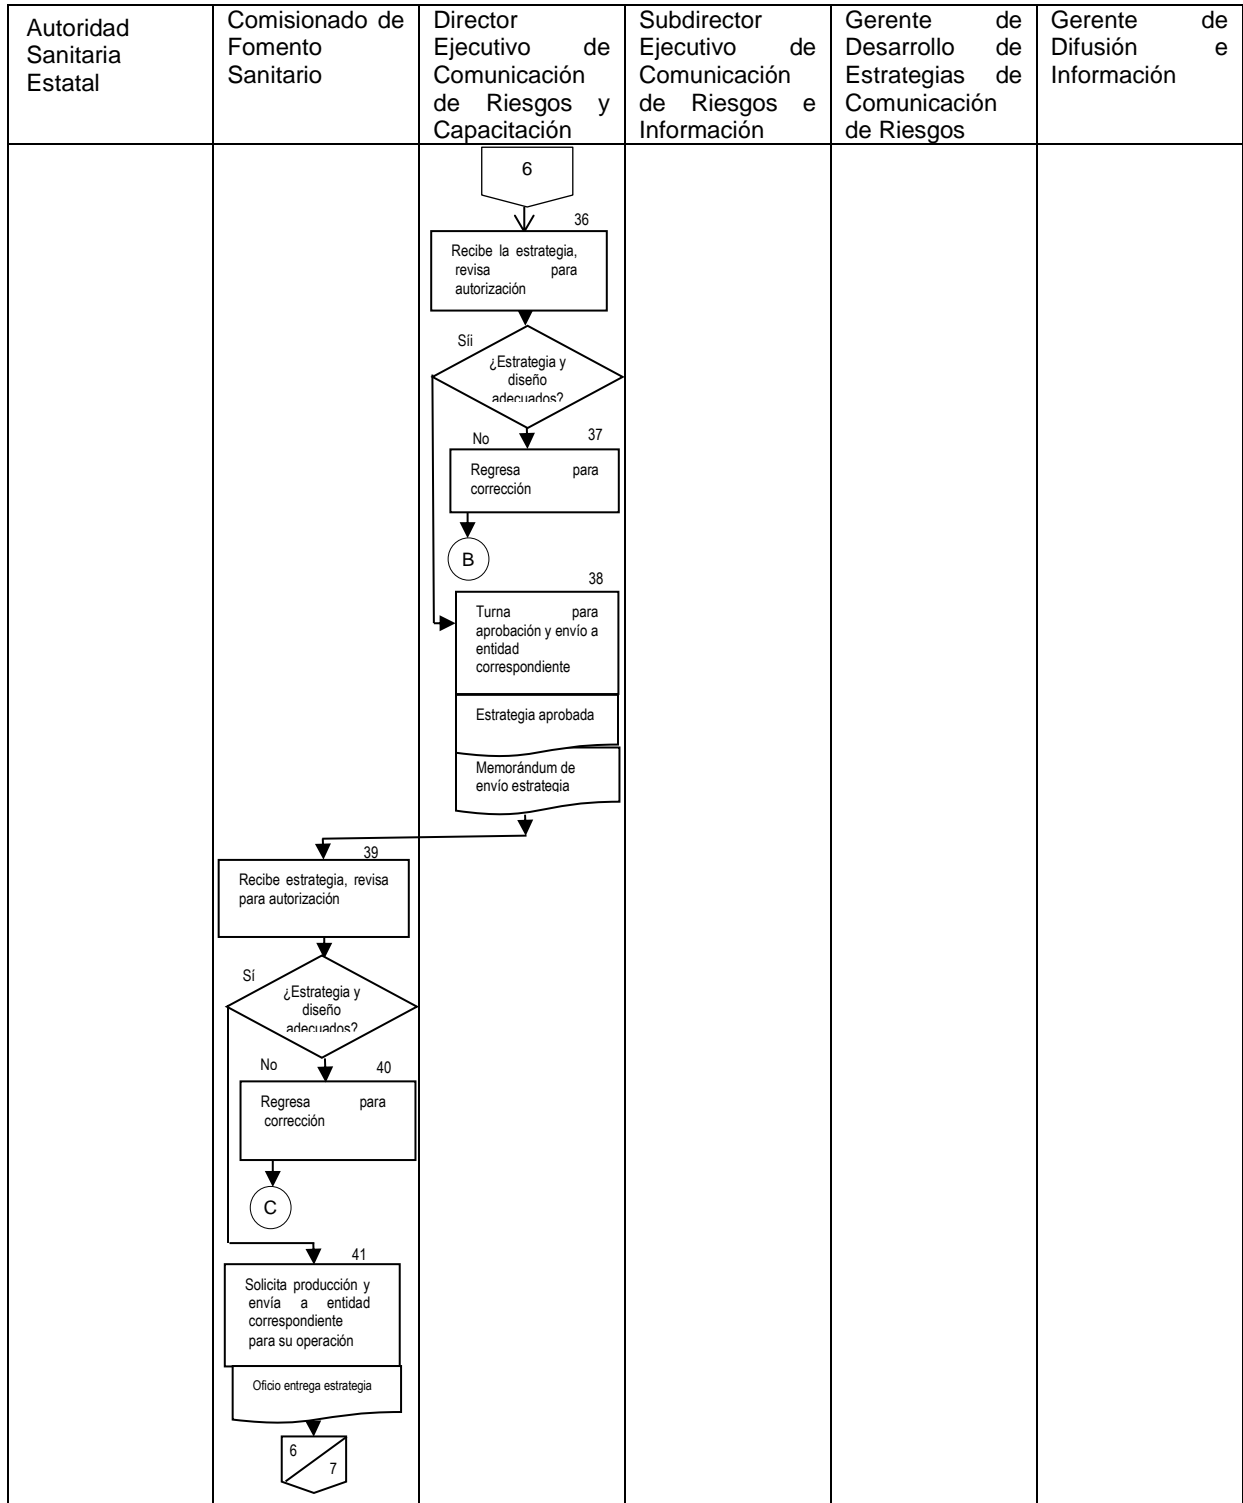 Autoridad
Sanitaria
Estatal
Comisionado de
Fomento
Sanitario
Director
Ejecutivo de
Comunicación
de Riesgos y
Capacitación
Subdirector
Ejecutivo de
Comunicación
de Riesgos e
Información
Gerente de
Desarrollo de
Estrategias de
Comunicación
de Riesgos
Gerente de
Difusión e
Información
6
36
Recibe la estrategia,
revisa para
autorización
Síi
¿Estrategia y
diseño
adecuados?
No
37
Regresa para
corrección
B
38
Turna para
aprobación y envío a
entidad
correspondiente
Estrategia aprobada
Memorándum de
envío estrategia
39
Recibe estrategia, revisa
para autorización
Sí
¿Estrategia y
diseño
adecuados?
No
40
Regresa para
corrección
C
41
Solicita producción y
envía a entidad
correspondiente
para su operación
Oficio entrega estrategia
6
7